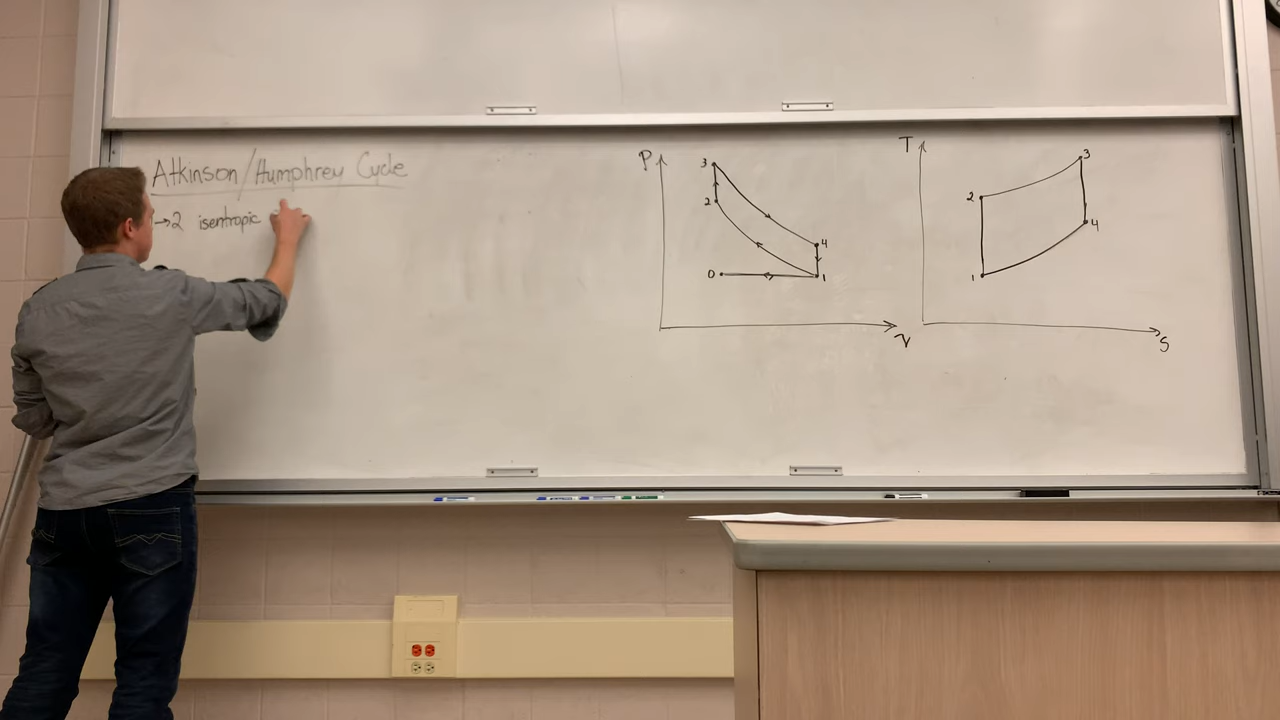 Atkinson/Humphrey Cycle
→2 isentropic
P
3
2
4
0
1
V
T
3
2
4
1
S